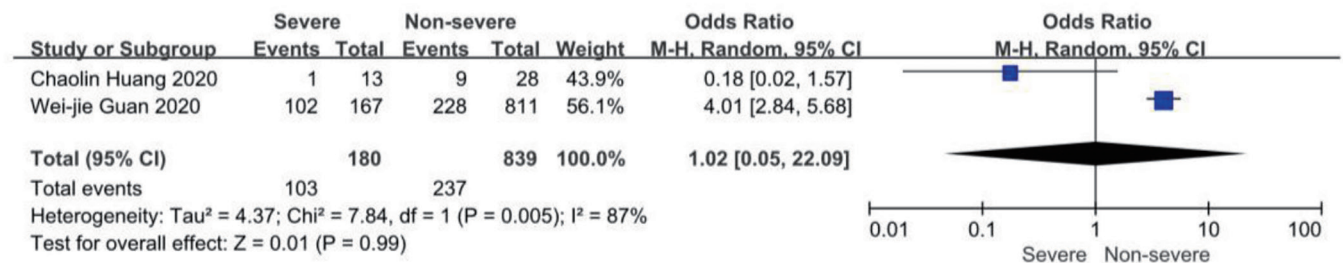 Severe Non-severe Odds Ratio Odds Ratio
Study or Subgroup Events Total Events Total Weight M-H, Random, 95% CI M-H, Random, 95% CI
Chaolin Huang 2020 1 13 9 28 43.9% 0.18 [0.02, 1.57]
Wei-jie Guan 2020 102 167 228 811 56.1% 4.01 [2.84, 5.68]
Total (95% CI) 180 839 100.0% 1.02 [0.05, 22.09]
Total events 103 237
Heterogeneity: Tau² = 4.37; Chi² = 7.84, df = 1 (P = 0.005); I² = 87%
Test for overall effect: Z = 0.01 (P = 0.99)
0.01 0.1 1 10 100
Severe Non-severe